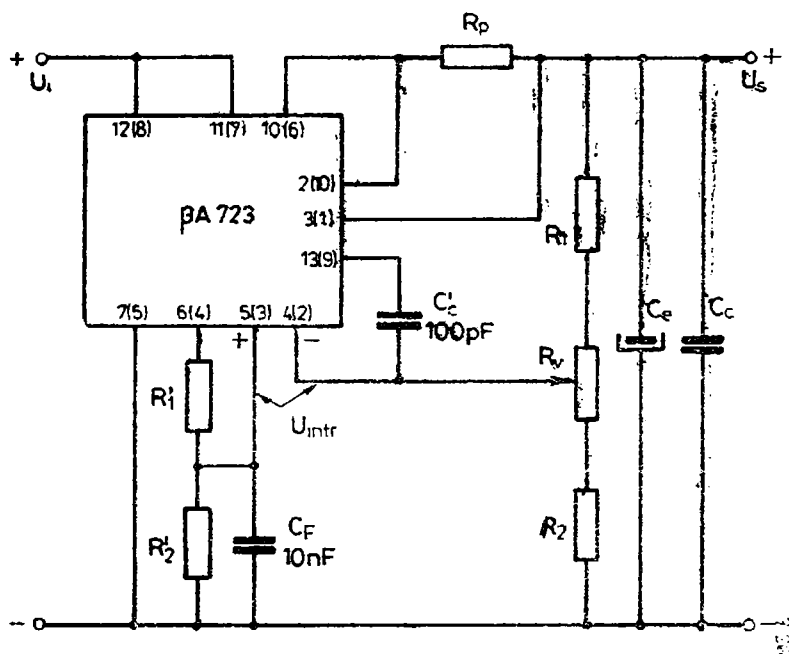 Rp
+
Ui
+
Us
12(8)
11(7)
10(6)
2(10)
βA 723
3(1)
13(9)
R1
7(5)
6(4)
5(3)
4(2)
+
−
C'c
100pF
Rv
Ce
Cc
R'1
Uintr
R'2
CF
10nF
R2
−
−